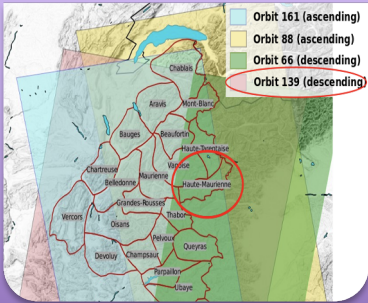 Orbit 161 (ascending)
Orbit 88 (ascending)
Orbit 66 (descending)
Orbit 139 (descending)
Chablais
Aravis
Mont-Blanc
Bauges
Beaufortin
Haute-Tarentaise
Vanoise
Chartreuse
Maurienne
Belledonne
Haute-Maurienne
Grandes-Rousses
Vercors
Thabor
Oisans
Pelvoux
Queyras
Devoluy
Champsaur
Parpaillon
Ubaye